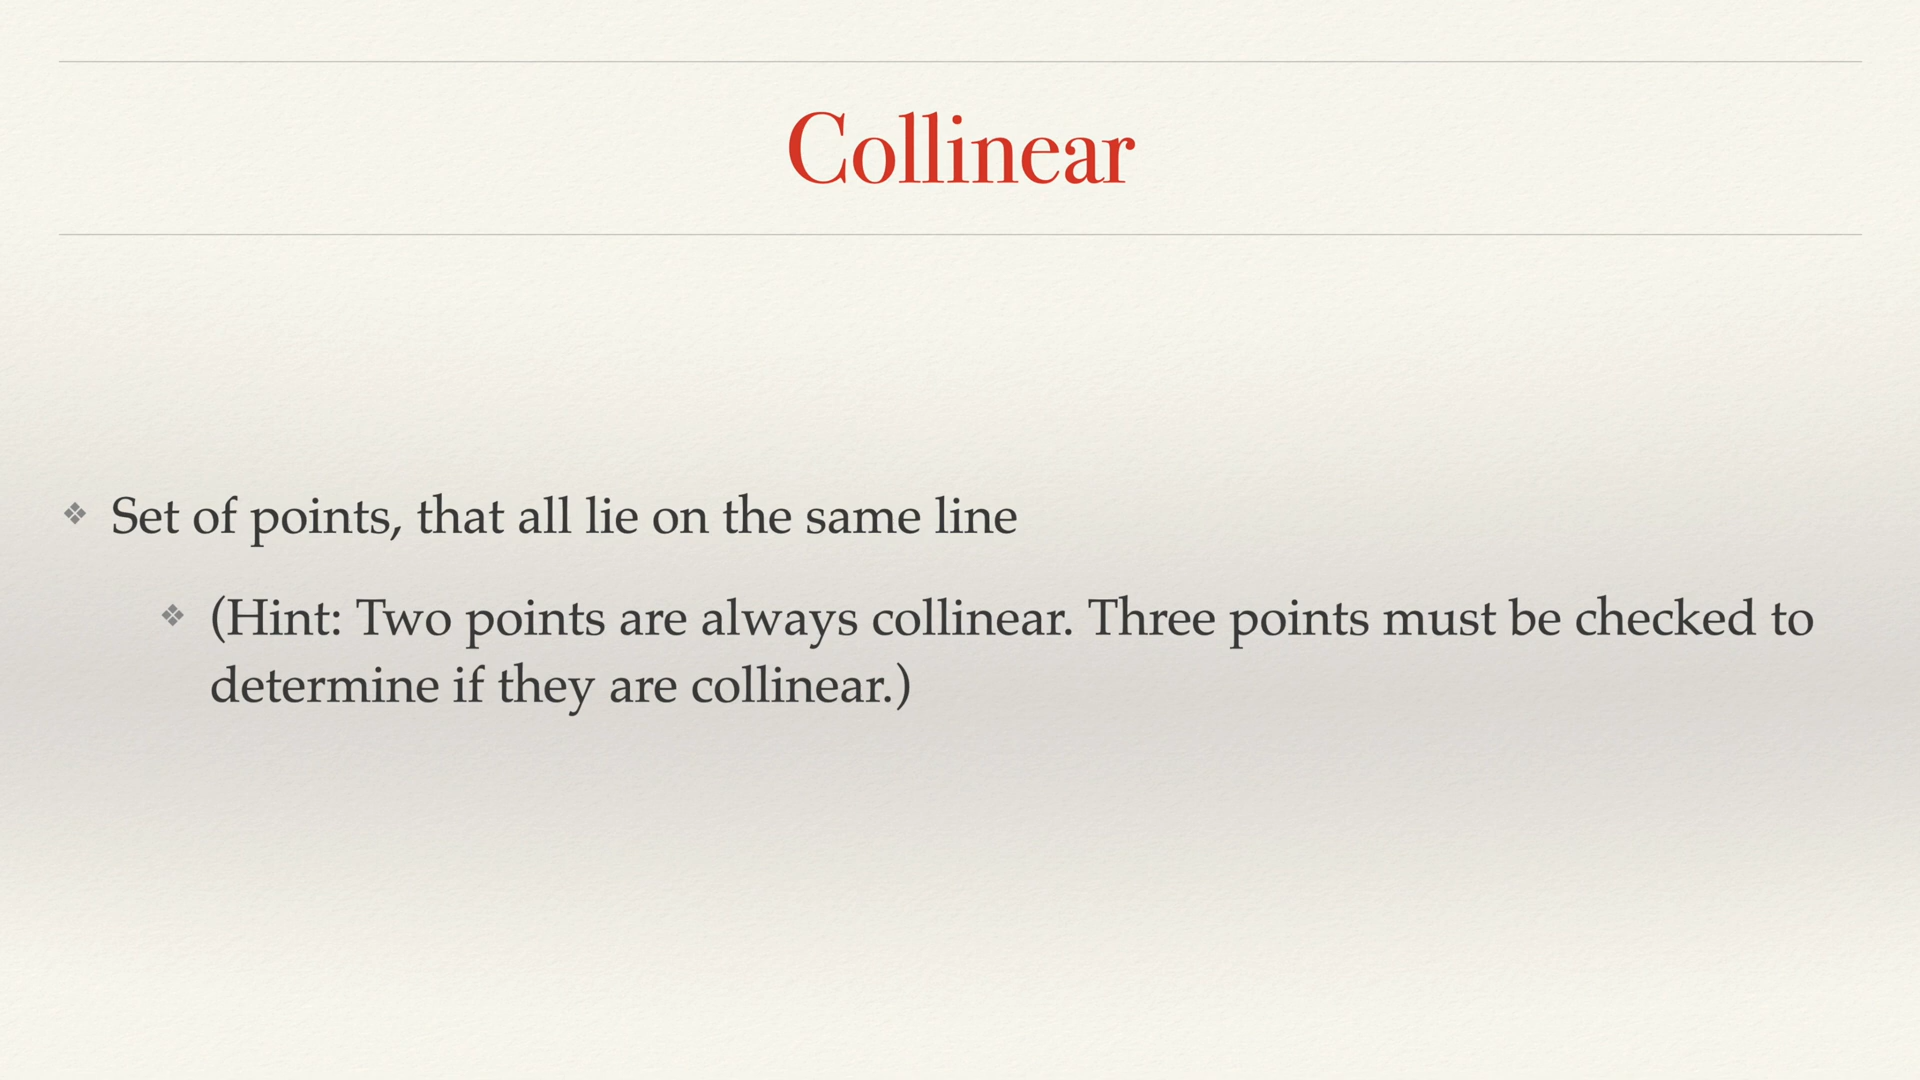 Collinear
Set of points, that all lie on the same line
(Hint: Two points are always collinear. Three points must be checked to
determine if they are collinear.)